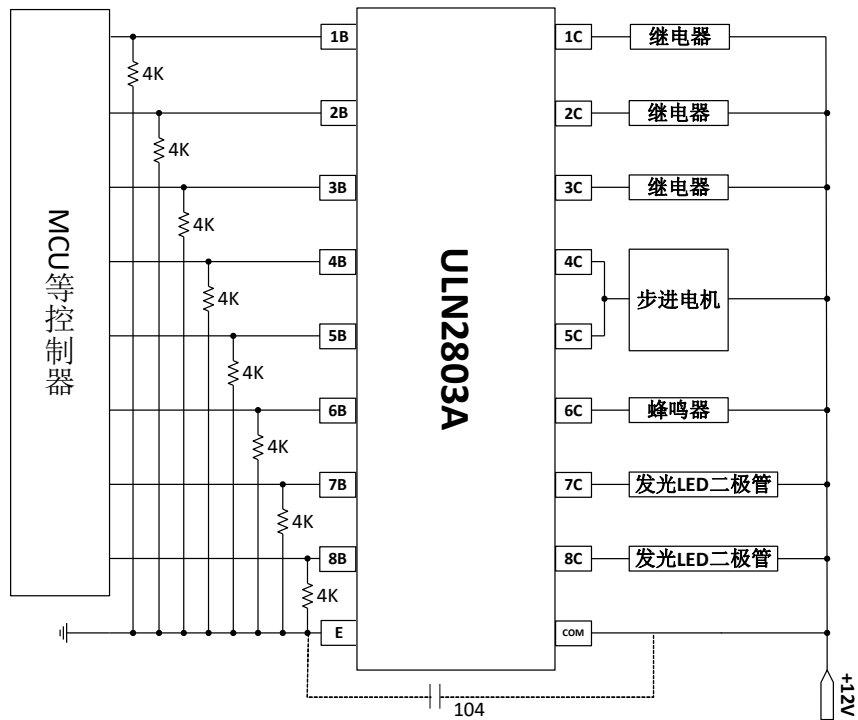 1B
1C
继电器
4K
2B
2C
继电器
4K
3B
3C
继电器
4K
MCU等控制器
ULN2803A
4B
4C
4K
步进电机
5B
5C
4K
6B
6C
蜂鸣器
4K
7B
7C
发光LED二极管
4K
8B
8C
发光LED二极管
4K
E
COM
104
+12V